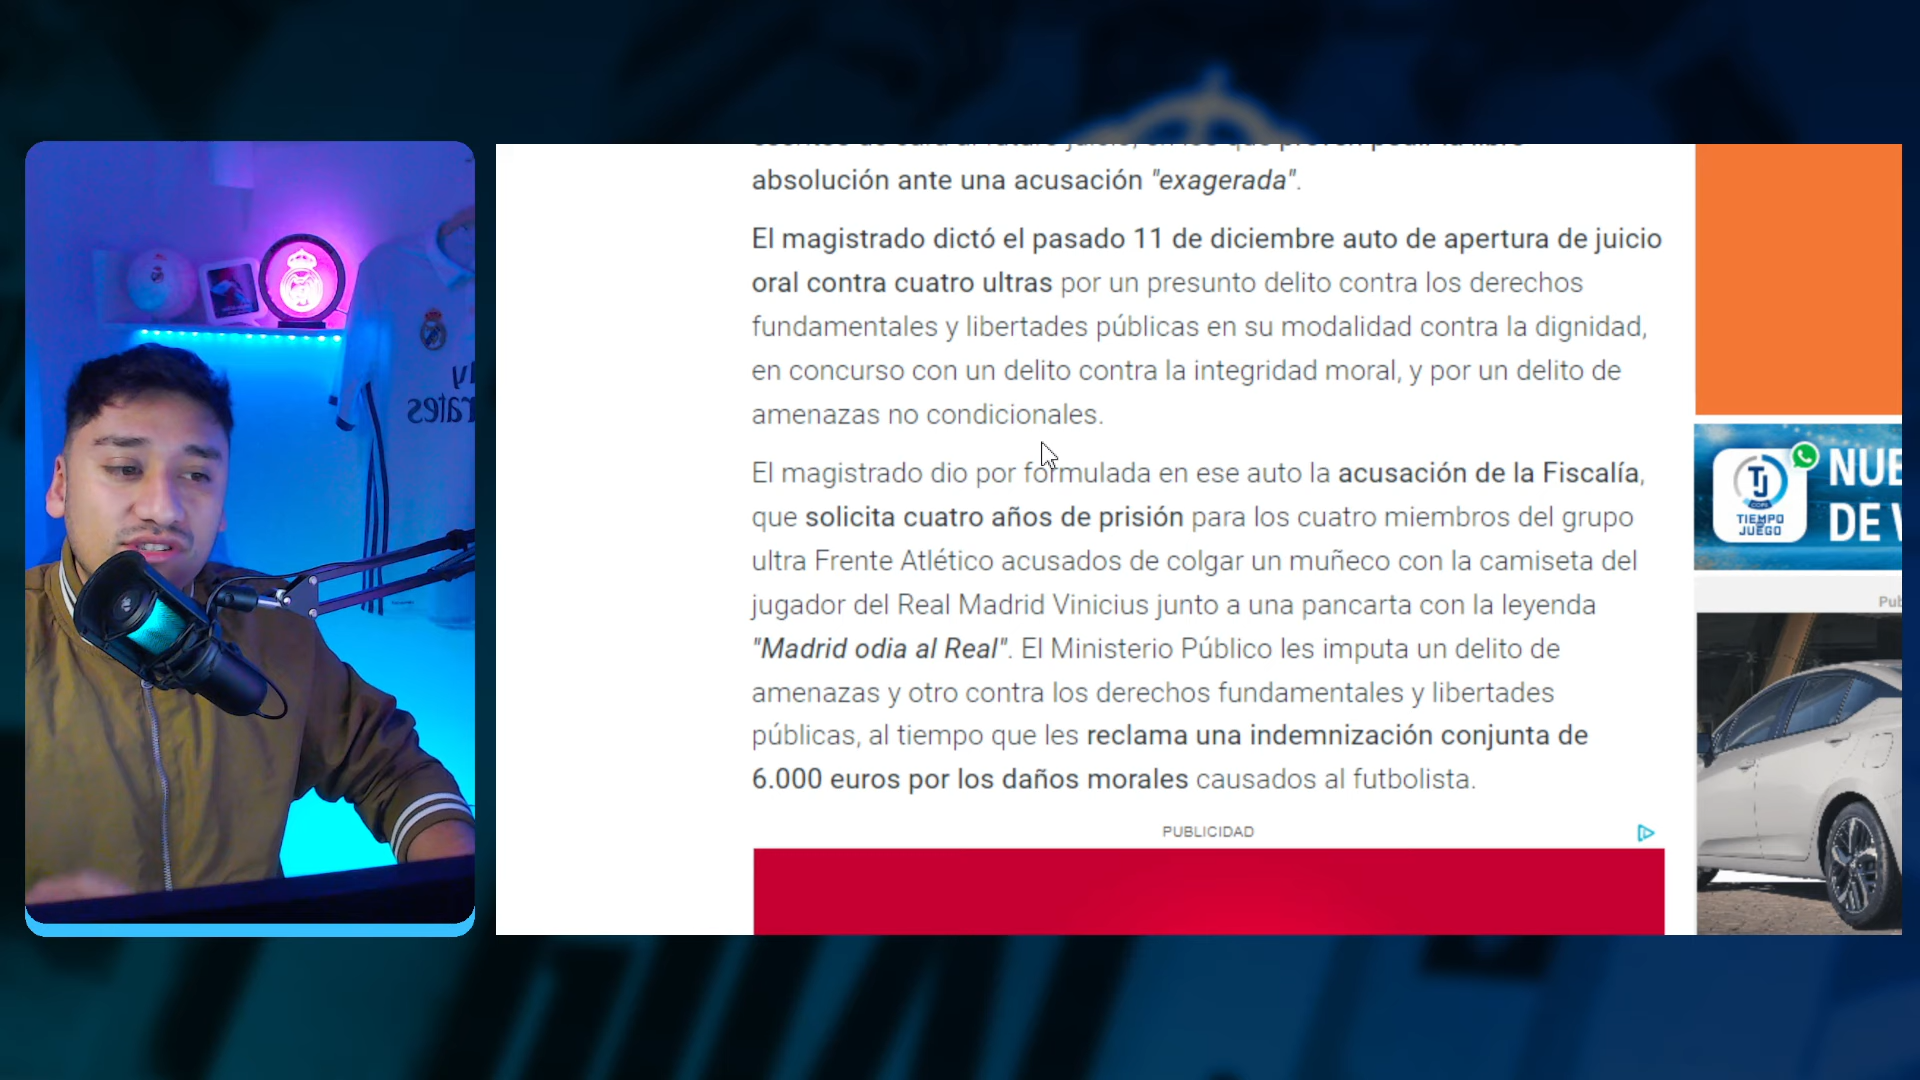 absolución ante una acusación "exagerada".
El magistrado dictó el pasado 11 de diciembre auto de apertura de juicio
oral contra cuatro ultras por un presunto delito contra los derechos
fundamentales y libertades públicas en su modalidad contra la dignidad,
en concurso con un delito contra la integridad moral, y por un delito de
amenazas no condicionales.
El magistrado dio por formulada en ese auto la acusación de la Fiscalía,
que solicita cuatro años de prisión para los cuatro miembros del grupo
ultra Frente Atlético acusados de colgar un muñeco con la camiseta del
jugador del Real Madrid Vinicius junto a una pancarta con la leyenda
"Madrid odia al Real". El Ministerio Público les imputa un delito de
amenazas y otro contra los derechos fundamentales y libertades
públicas, al tiempo que les reclama una indemnización conjunta de
6.000 euros por los daños morales causados al futbolista.
PUBLICIDAD
TJ
TIEMPO
JUEGO
NUE
DE V
Pub